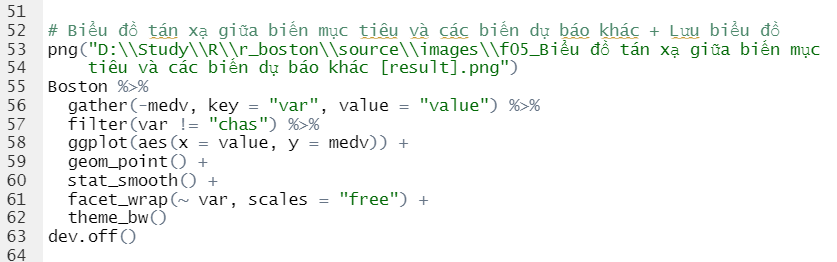 51
52 # Biểu đồ tán xạ giữa biến mục tiêu và các biến dự báo khác + Lưu biểu đồ
53 png("D:\\Study\\R\\r_boston\\source\\images\\f05_Biểu đồ tán xạ giữa biến mục
54 tiêu và các biến dự báo khác [result].png")
55 Boston %>%
56 gather(-medv, key = "var", value = "value") %>%
57 filter(var != "chas") %>%
58 ggplot(aes(x = value, y = medv)) +
59 geom_point() +
60 stat_smooth() +
61 facet_wrap(~ var, scales = "free") +
62 theme_bw()
63 dev.off()
64